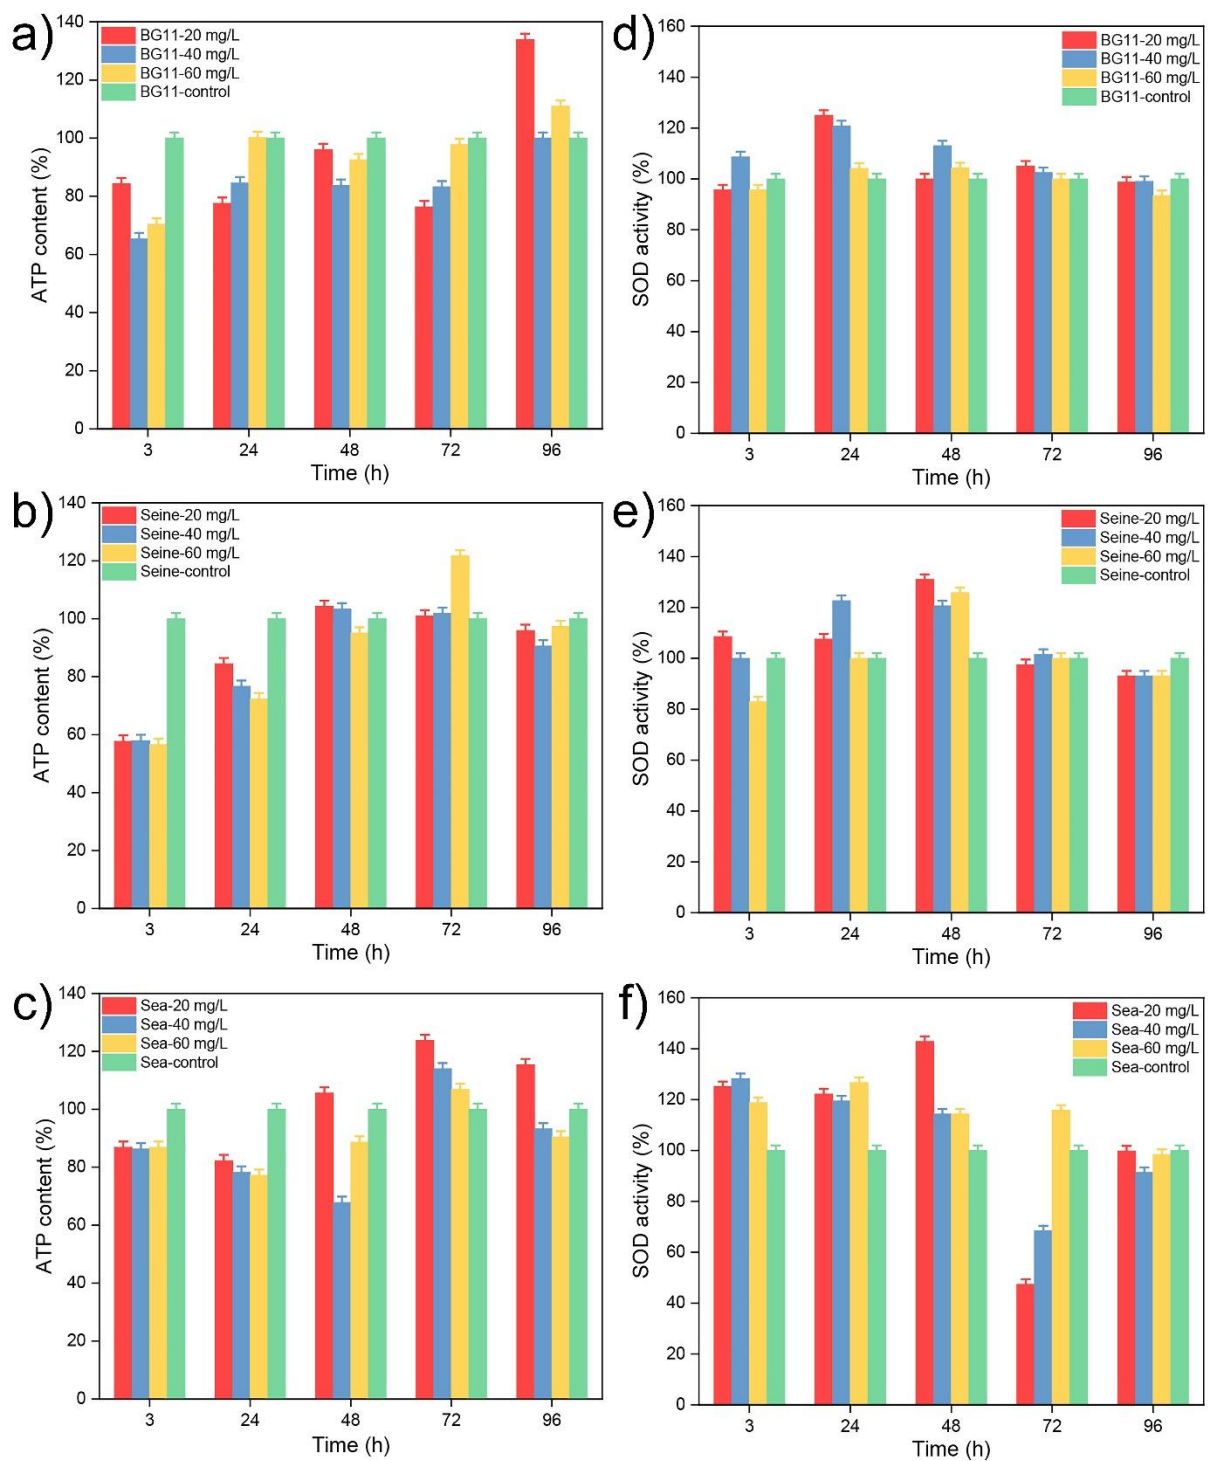 a)
140
120
100
80
60
40
20
0
ATP content (%)
BG11-20 mg/L
BG11-40 mg/L
BG11-60 mg/L
BG11-control
3 24 48 72 96
Time (h)
d)
160
140
120
100
80
60
40
20
0
SOD activity (%)
BG11-20 mg/L
BG11-40 mg/L
BG11-60 mg/L
BG11-control
3 24 48 72 96
Time (h)
b)
140
120
100
80
60
40
20
0
ATP content (%)
Seine-20 mg/L
Seine-40 mg/L
Seine-60 mg/L
Seine-control
3 24 48 72 96
Time (h)
e)
160
140
120
100
80
60
40
20
0
SOD activity (%)
Seine-20 mg/L
Seine-40 mg/L
Seine-60 mg/L
Seine-control
3 24 48 72 96
Time (h)
c)
140
120
100
80
60
40
20
0
ATP content (%)
Sea-20 mg/L
Sea-40 mg/L
Sea-60 mg/L
Sea-control
3 24 48 72 96
Time (h)
f)
160
140
120
100
80
60
40
20
0
SOD activity (%)
Sea-20 mg/L
Sea-40 mg/L
Sea-60 mg/L
Sea-control
3 24 48 72 96
Time (h)